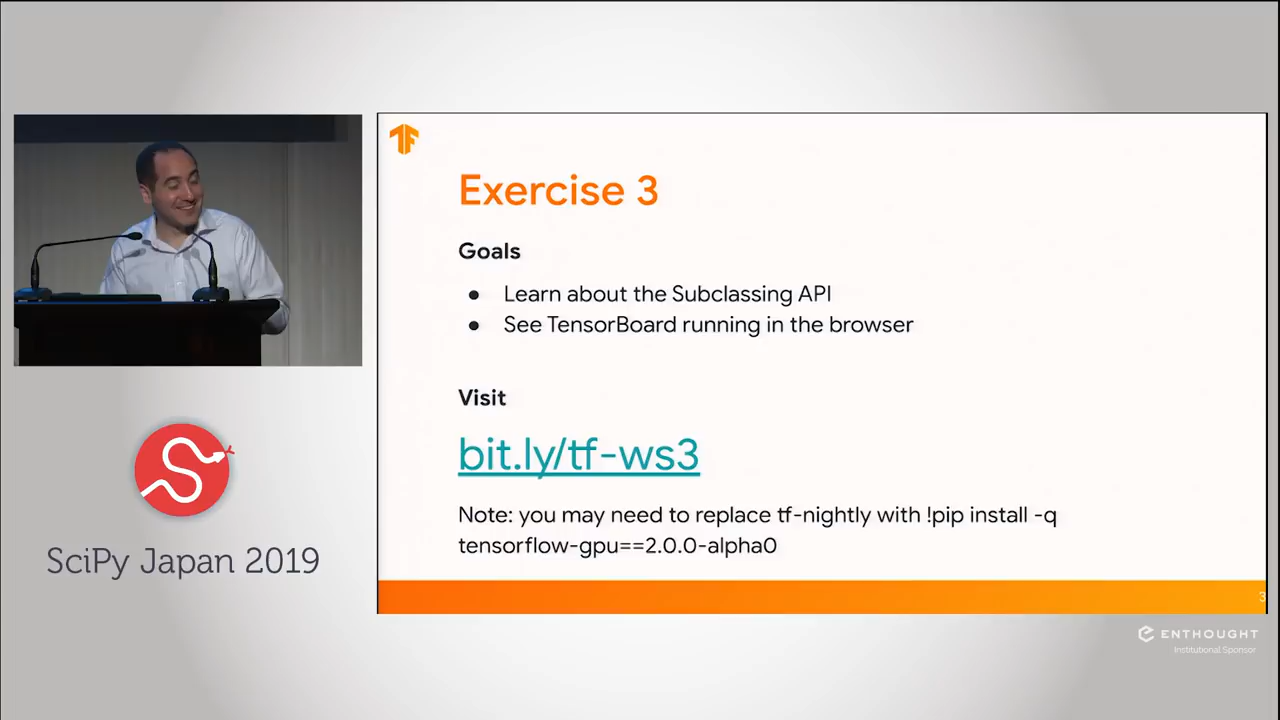 Exercise 3
Goals
● Learn about the Subclassing API
● See TensorBoard running in the browser
Visit
bit.ly/tf-ws3
Note: you may need to replace tf-nightly with !pip install -q
tensorflow-gpu==2.0.0-alpha0
SciPy Japan 2019
ENTHOUGHT
Institutional Sponsor